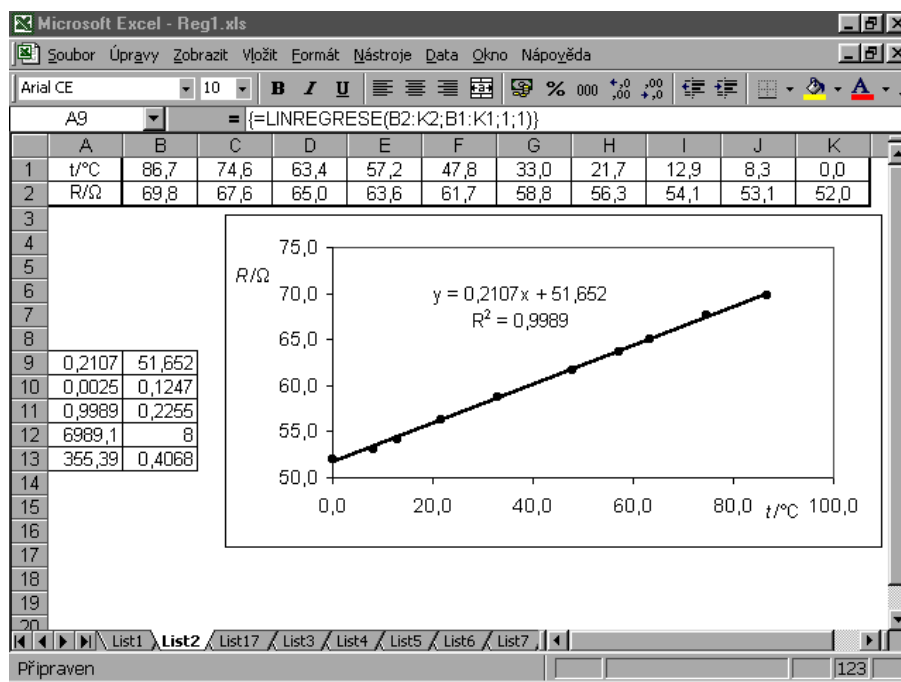 Microsoft Excel - Reg1.xls
Soubor Úpravy Zobrazit Vložit Formát Nástroje Data Okno Nápověda
Arial CE 10 B I U % 000 ,0 ,00 ,00 ,0 A
A9 = {=LINREGRESE(B2:K2;B1:K1;1;1)}
A B C D E F G H I J K
1 t/°C 86,7 74,6 63,4 57,2 47,8 33,0 21,7 12,9 8,3 0,0
2 R/Ω 69,8 67,6 65,0 63,6 61,7 58,8 56,3 54,1 53,1 52,0
3
4
5
6
7
8
9 0,2107 51,652
10 0,0025 0,1247
11 0,9989 0,2255
12 6989,1 8
13 355,39 0,4068
14
15
16
17
18
19
20
75,0
R/Ω
70,0
y = 0,2107x + 51,652
R² = 0,9989
65,0
60,0
55,0
50,0
0,0 20,0 40,0 60,0 80,0 t/°C 100,0
List1 List2 List17 List3 List4 List5 List6 List7
Připraven 123